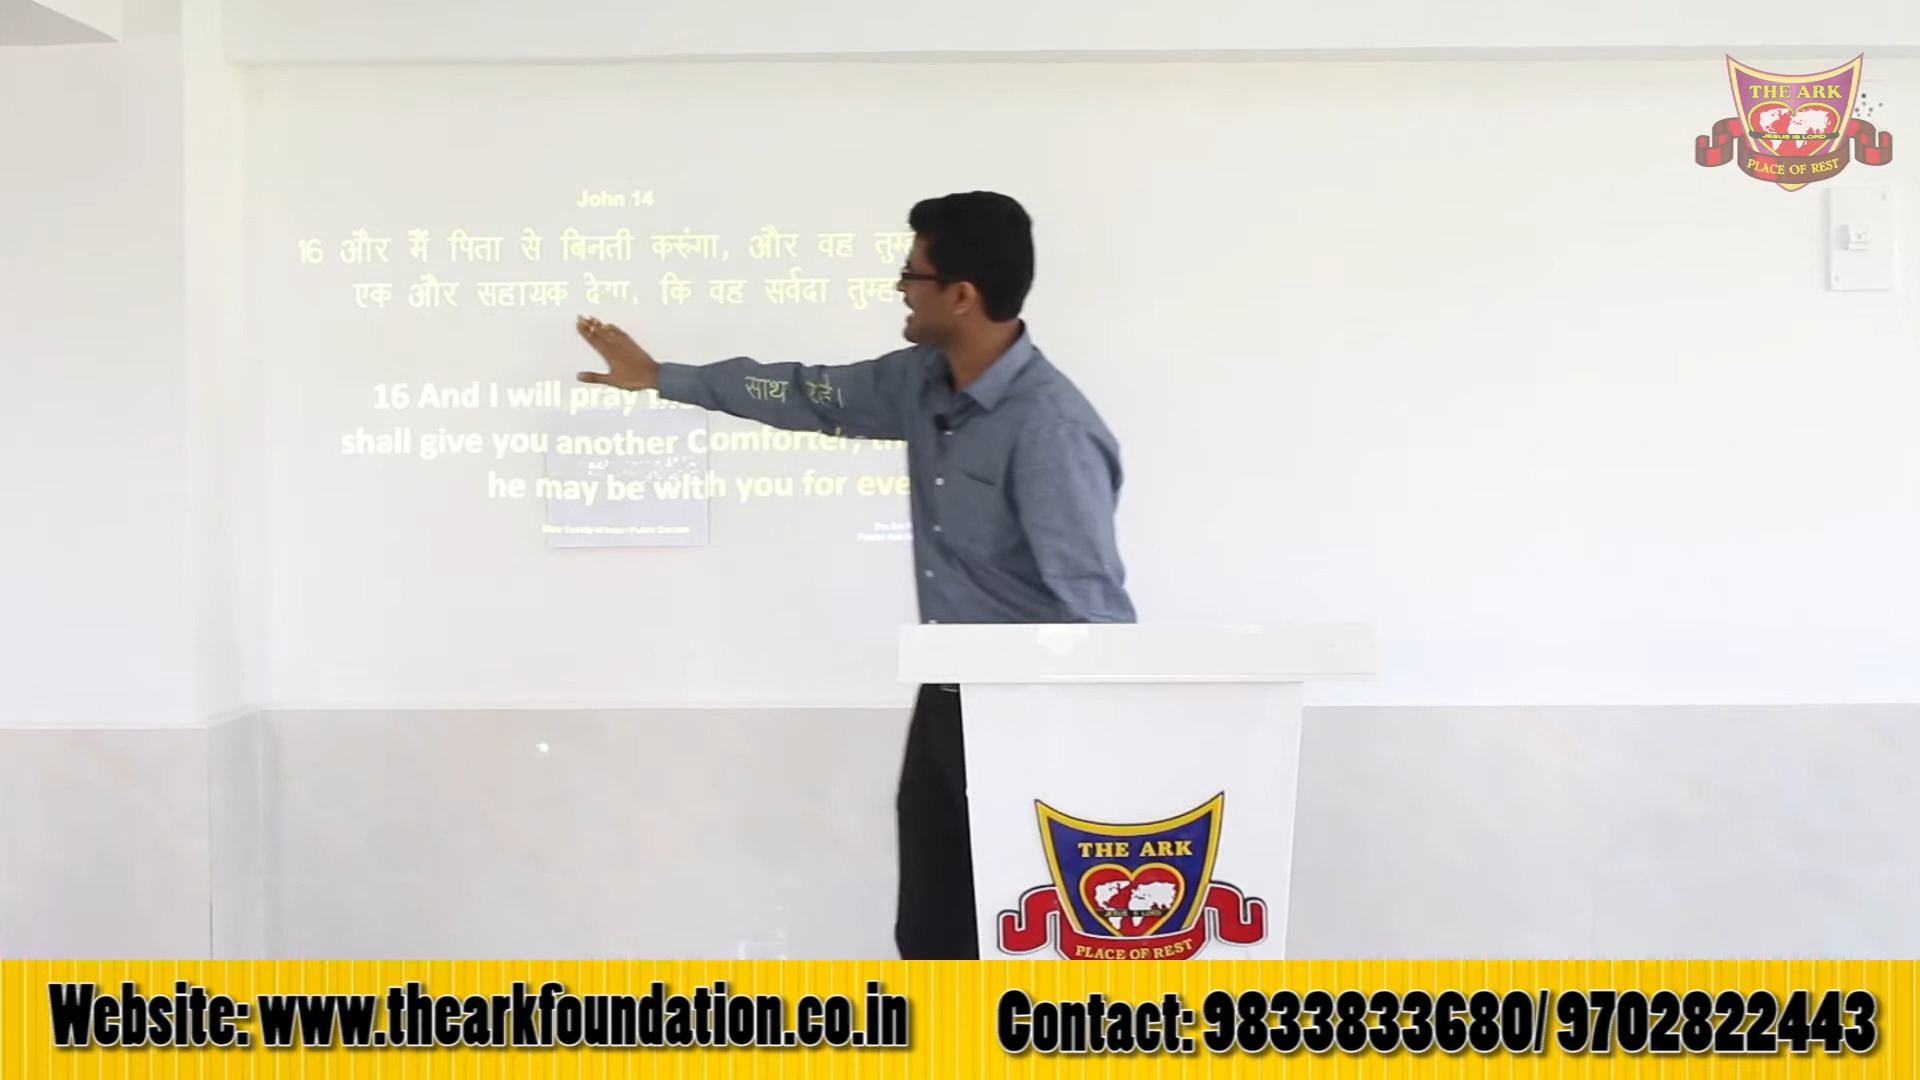 THE ARK
JESUS IS LORD
PLACE OF REST
John 14
16 और मैं पिता से बिनती करूंगा, और वह
एक और सहायक देगा, कि वह सर्वदा
साथ रहे।
16 And I will pray
shall give you another Comforter,
he may be with you for
THE ARK
JESUS IS LORD
PLACE OF REST
Website: www.thearkfoundation.co.in
Contact: 9833833680/ 9702822443